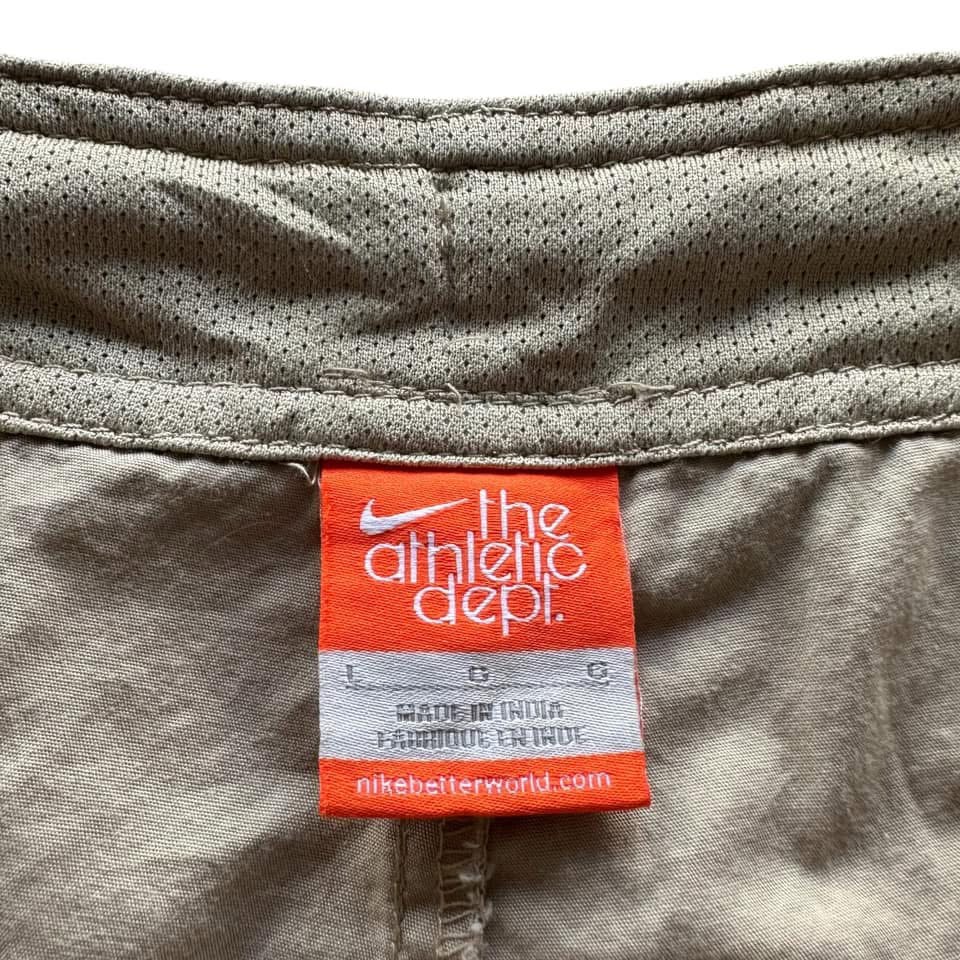 the
athletic
dept.
L G G
MADE IN INDIA
FABRIQUÉ EN INDE
nikebetterworld.com